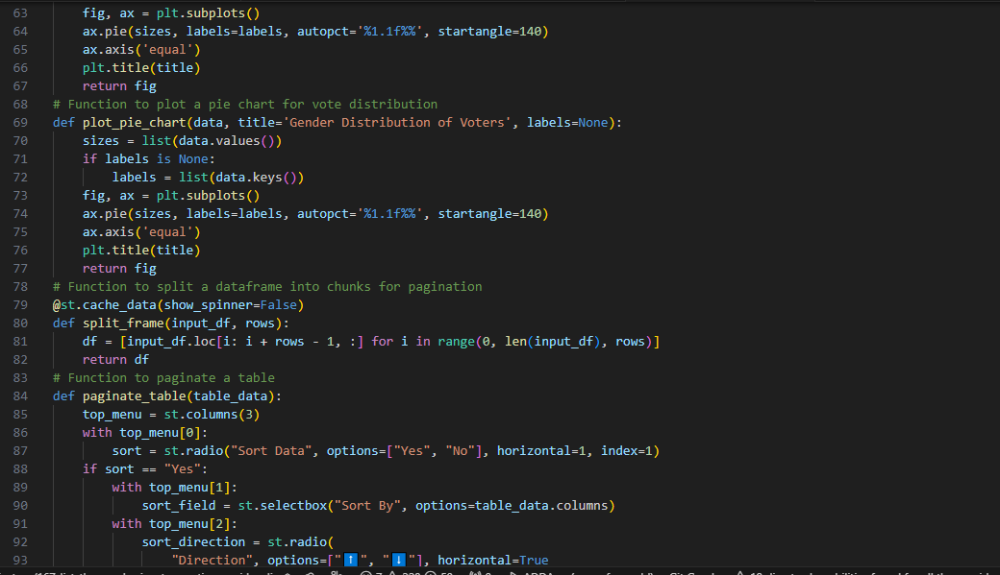 63 fig, ax = plt.subplots()
64 ax.pie(sizes, labels=labels, autopct='%1.1f%%', startangle=140)
65 ax.axis('equal')
66 plt.title(title)
67 return fig
68 # Function to plot a pie chart for vote distribution
69 def plot_pie_chart(data, title='Gender Distribution of Voters', labels=None):
70 sizes = list(data.values())
71 if labels is None:
72 labels = list(data.keys())
73 fig, ax = plt.subplots()
74 ax.pie(sizes, labels=labels, autopct='%1.1f%%', startangle=140)
75 ax.axis('equal')
76 plt.title(title)
77 return fig
78 # Function to split a dataframe into chunks for pagination
79 @st.cache_data(show_spinner=False)
80 def split_frame(input_df, rows):
81 df = [input_df.loc[i: i + rows - 1, :] for i in range(0, len(input_df), rows)]
82 return df
83 # Function to paginate a table
84 def paginate_table(table_data):
85 top_menu = st.columns(3)
86 with top_menu[0]:
87 sort = st.radio("Sort Data", options=["Yes", "No"], horizontal=1, index=1)
88 if sort == "Yes":
89 with top_menu[1]:
90 sort_field = st.selectbox("Sort By", options=table_data.columns)
91 with top_menu[2]:
92 sort_direction = st.radio(
93 "Direction", options=["⬆️", "⬇️"], horizontal=True